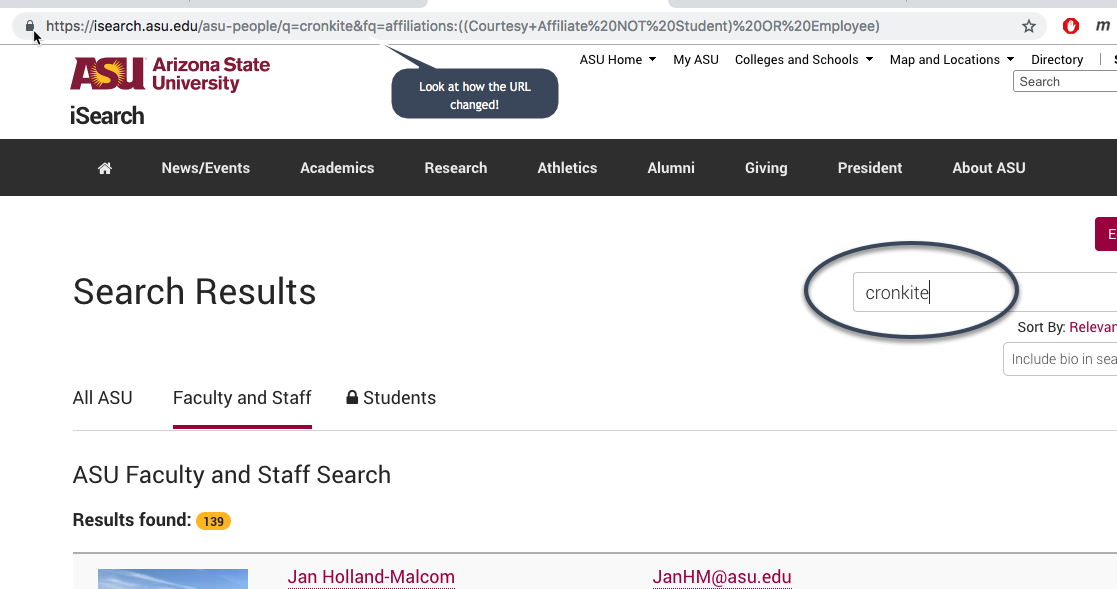 https://isearch.asu.edu/asu-people/q=cronkite&fq=affiliations:((Courtesy+Affiliate%20NOT%20Student)%20OR%20Employee)
m
Look at how the URL
changed!
ASU Arizona State
University
iSearch
ASU Home My ASU Colleges and Schools Map and Locations Directory |
Search
News/Events Academics Research Athletics Alumni Giving President About ASU
E
Search Results
cronkite
Sort By: Relevan
Include bio in sea
All ASU Faculty and Staff Students
ASU Faculty and Staff Search
Results found: 139
Jan Holland-Malcom JanHM@asu.edu